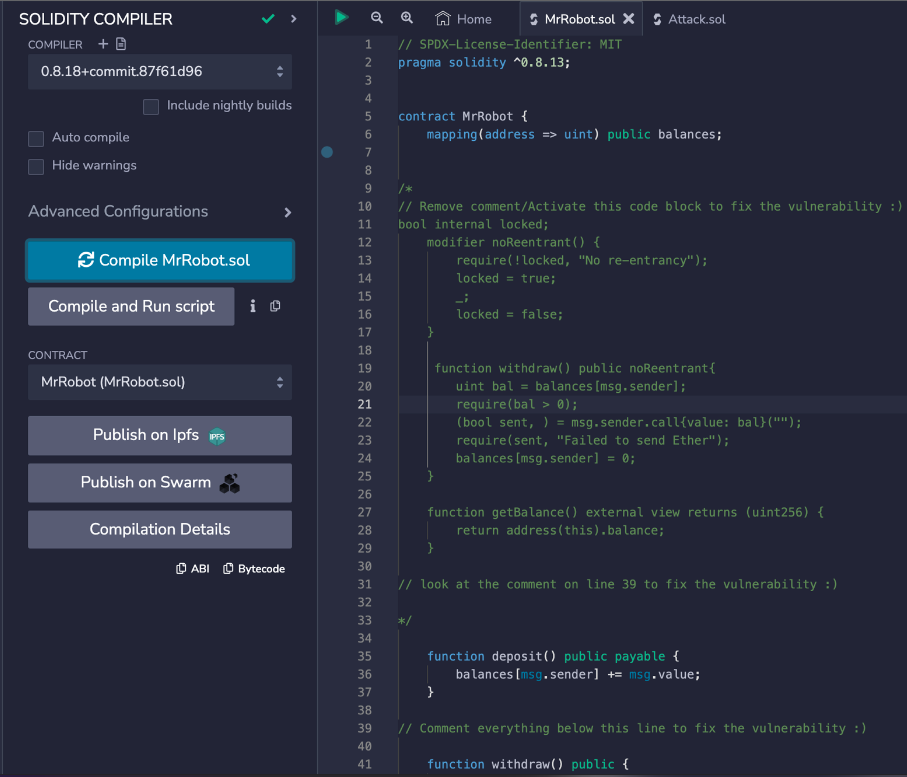 SOLIDITY COMPILER
COMPILER +
0.8.18+commit.87f61d96
Include nightly builds
Auto compile
Hide warnings
Advanced Configurations
Compile MrRobot.sol
Compile and Run script
i
CONTRACT
MrRobot (MrRobot.sol)
Publish on Ipfs IPFS
Publish on Swarm
Compilation Details
ABI Bytecode
Home MrRobot.sol Attack.sol
1 // SPDX-License-Identifier: MIT
2 pragma solidity ^0.8.13;
3
4
5 contract MrRobot {
6 mapping(address => uint) public balances;
7
8
9 /*
10 // Remove comment/Activate this code block to fix the vulnerability :)
11 bool internal locked;
12 modifier noReentrant() {
13 require(!locked, "No re-entrancy");
14 locked = true;
15 _;
16 locked = false;
17 }
18
19 function withdraw() public noReentrant{
20 uint bal = balances[msg.sender];
21 require(bal > 0);
22 (bool sent, ) = msg.sender.call{value: bal}("");
23 require(sent, "Failed to send Ether");
24 balances[msg.sender] = 0;
25 }
26
27 function getBalance() external view returns (uint256) {
28 return address(this).balance;
29 }
30
31 // look at the comment on line 39 to fix the vulnerability :)
32
33 */
34
35 function deposit() public payable {
36 balances[msg.sender] += msg.value;
37 }
38
39 // Comment everything below this line to fix the vulnerability :)
40
41 function withdraw() public {